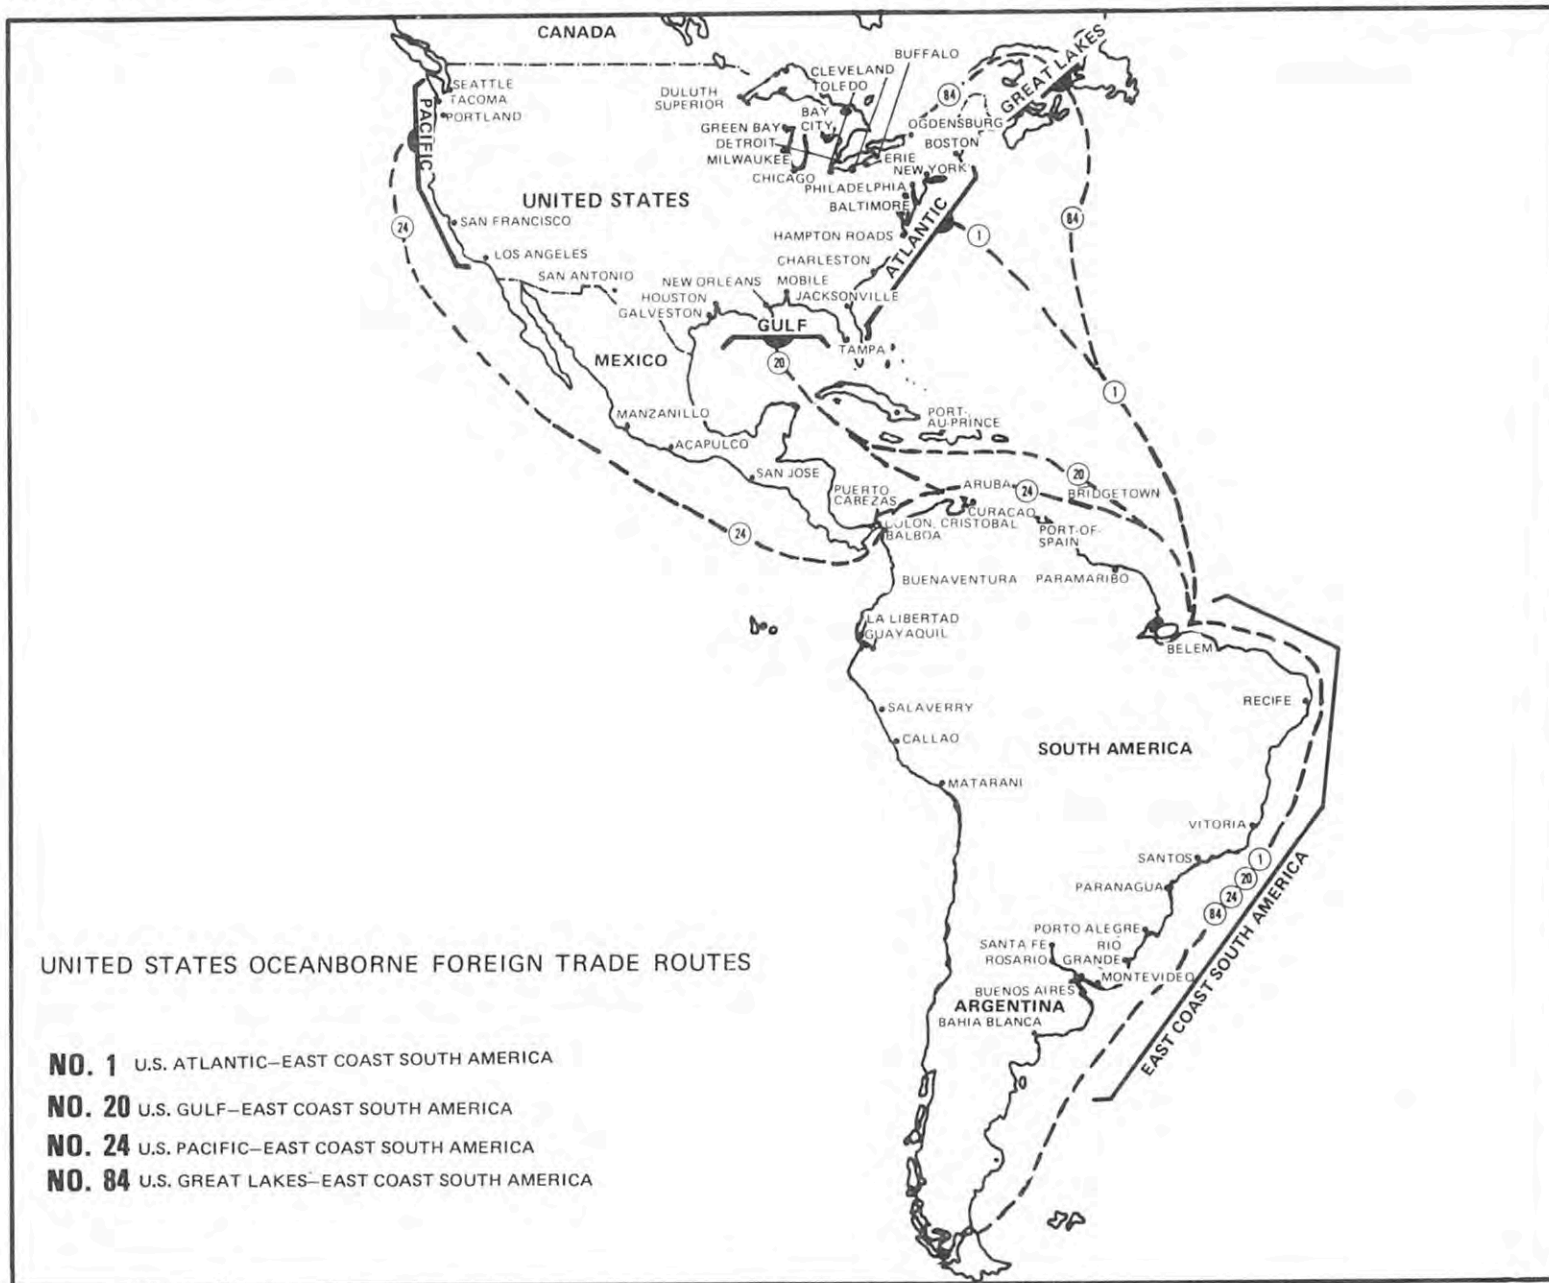 CANADA
BUFFALO
CLEVELAND
TOLEDO
GREAT LAKES
SEATTLE
TACOMA
PORTLAND
PACIFIC
DULUTH
SUPERIOR
84
BAY
CITY
OGDENSBURG
GREEN BAY
DETROIT
MILWAUKEE
CHICAGO
BOSTON
ERIE
NEW YORK
PHILADELPHIA
BALTIMORE
HAMPTON ROADS
UNITED STATES
ATLANTIC
84
1
24
SAN FRANCISCO
LOS ANGELES
SAN ANTONIO
CHARLESTON
NEW ORLEANS
MOBILE
HOUSTON
JACKSONVILLE
GALVESTON
GULF
TAMPA
MEXICO
20
1
MANZANILLO
ACAPULCO
SAN JOSE
PORT-
AU-PRINCE
20
ARUBA
24
BRIDGETOWN
PUERTO
CAREZAS
CURACAO
COLON, CRISTOBAL
BALBOA
PORT-OF-
SPAIN
24
BUENAVENTURA
PARAMARIBO
LA LIBERTAD
GUAYAQUIL
BELEM
RECIFE
SALAVERRY
CALLAO
SOUTH AMERICA
MATARANI
VITORIA
SANTOS
1
20
24
84
PARANAGUA
PORTO ALEGRE
SANTA FE
RIO
ROSARIO
GRANDE
MONTEVIDEO
BUENOS AIRES
ARGENTINA
BAHIA BLANCA
EAST COAST SOUTH AMERICA
UNITED STATES OCEANBORNE FOREIGN TRADE ROUTES
NO. 1 U.S. ATLANTIC–EAST COAST SOUTH AMERICA
NO. 20 U.S. GULF–EAST COAST SOUTH AMERICA
NO. 24 U.S. PACIFIC–EAST COAST SOUTH AMERICA
NO. 84 U.S. GREAT LAKES–EAST COAST SOUTH AMERICA